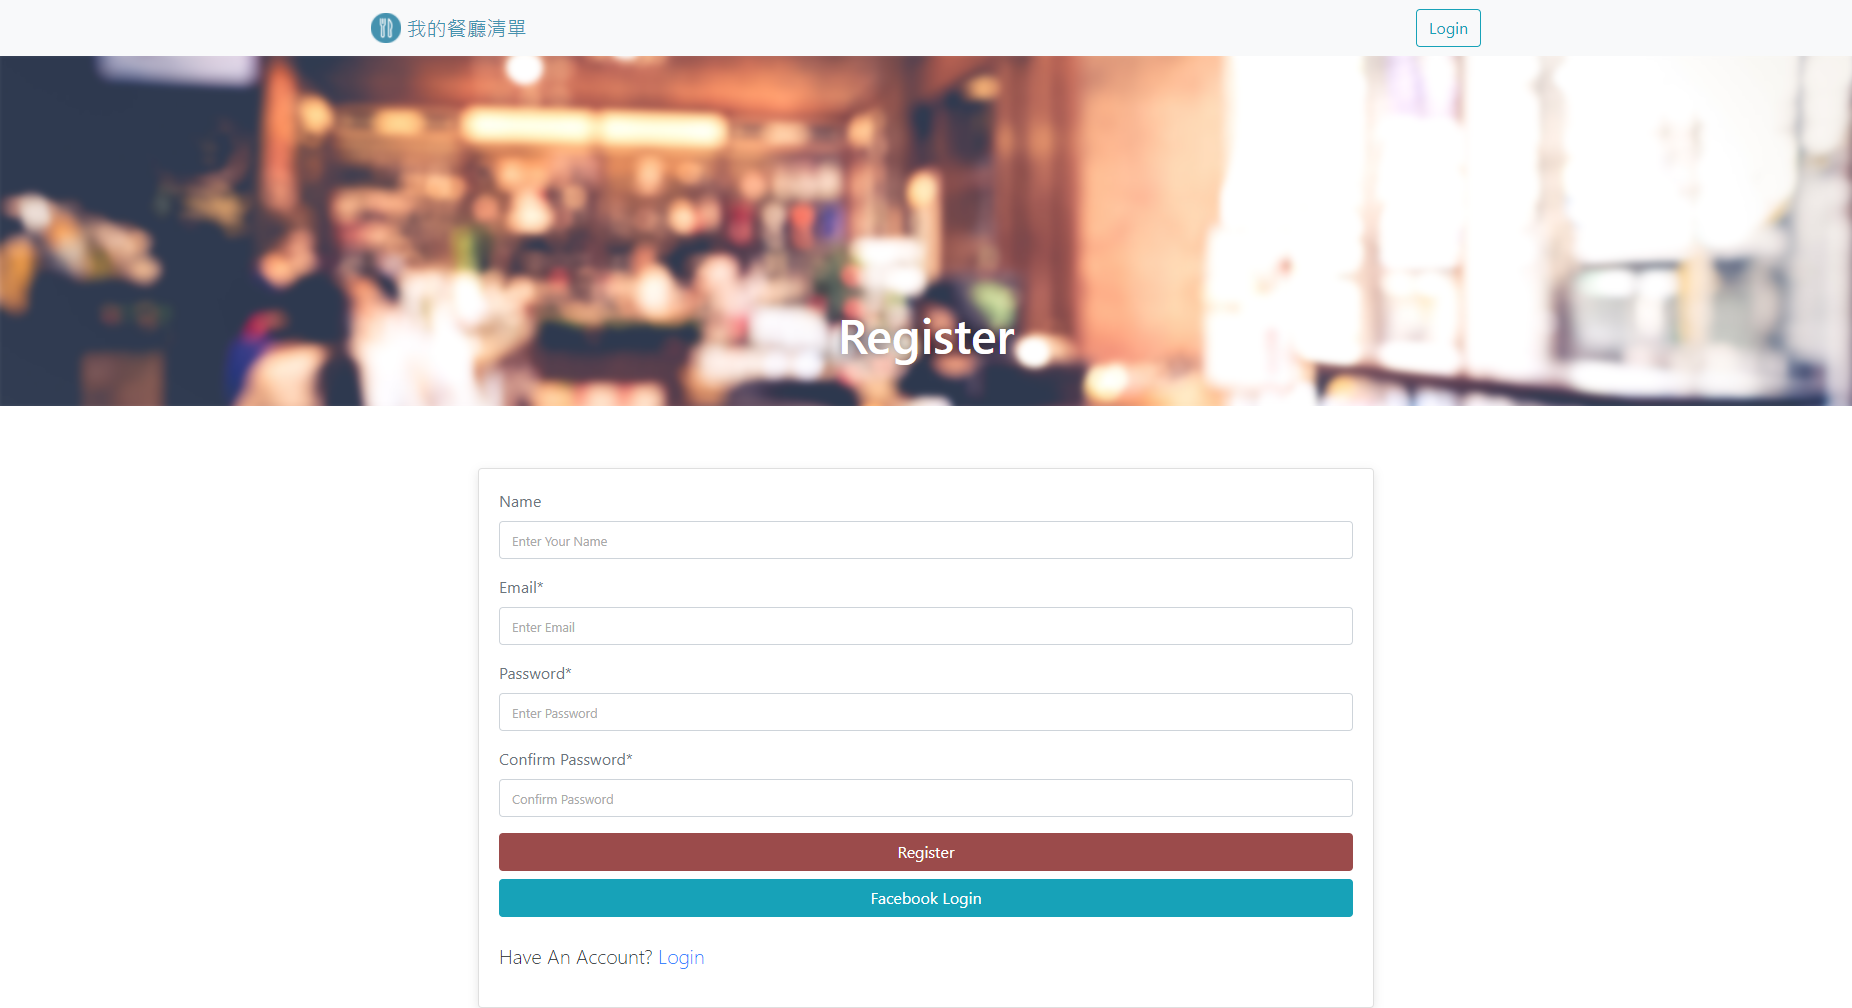 我的餐廳清單
Login
Register
Name
Enter Your Name
Email*
Enter Email
Password*
Enter Password
Confirm Password*
Confirm Password
Register
Facebook Login
Have An Account? Login